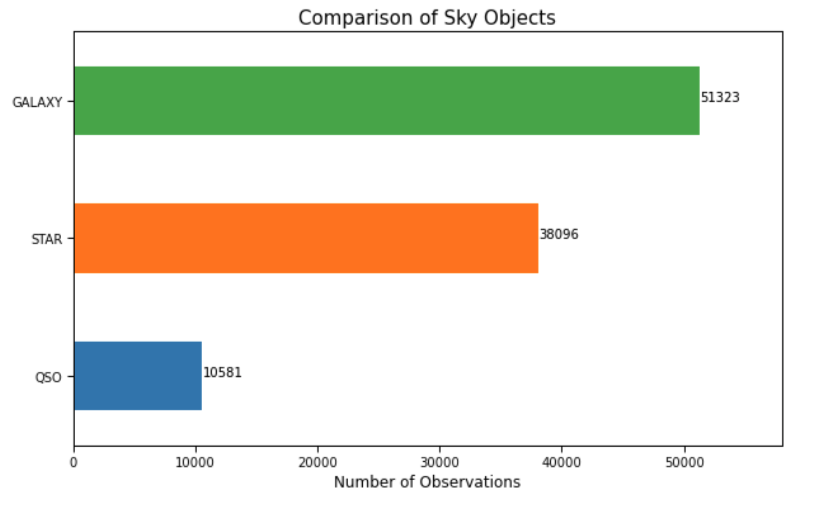 Comparison of Sky Objects
GALAXY
51323
STAR
38096
QSO
10581
0 10000 20000 30000 40000 50000
Number of Observations